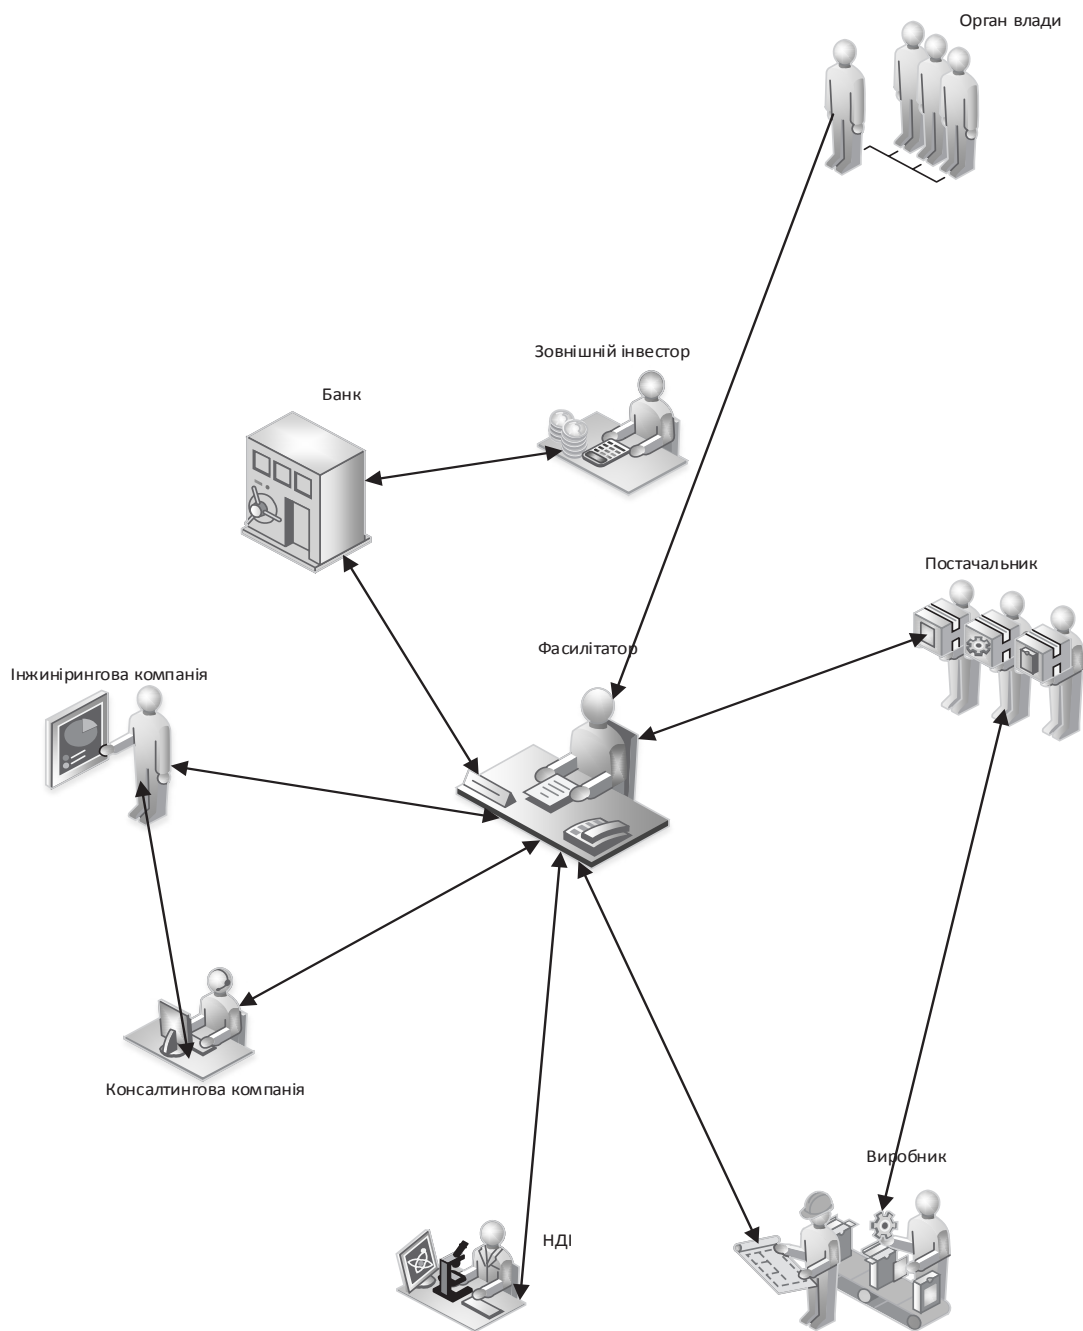 Орган влади
Зовнішній інвестор
Банк
Постачальник
Фасилітатор
Інжинірингова компанія
Консалтингова компанія
Виробник
НДІ